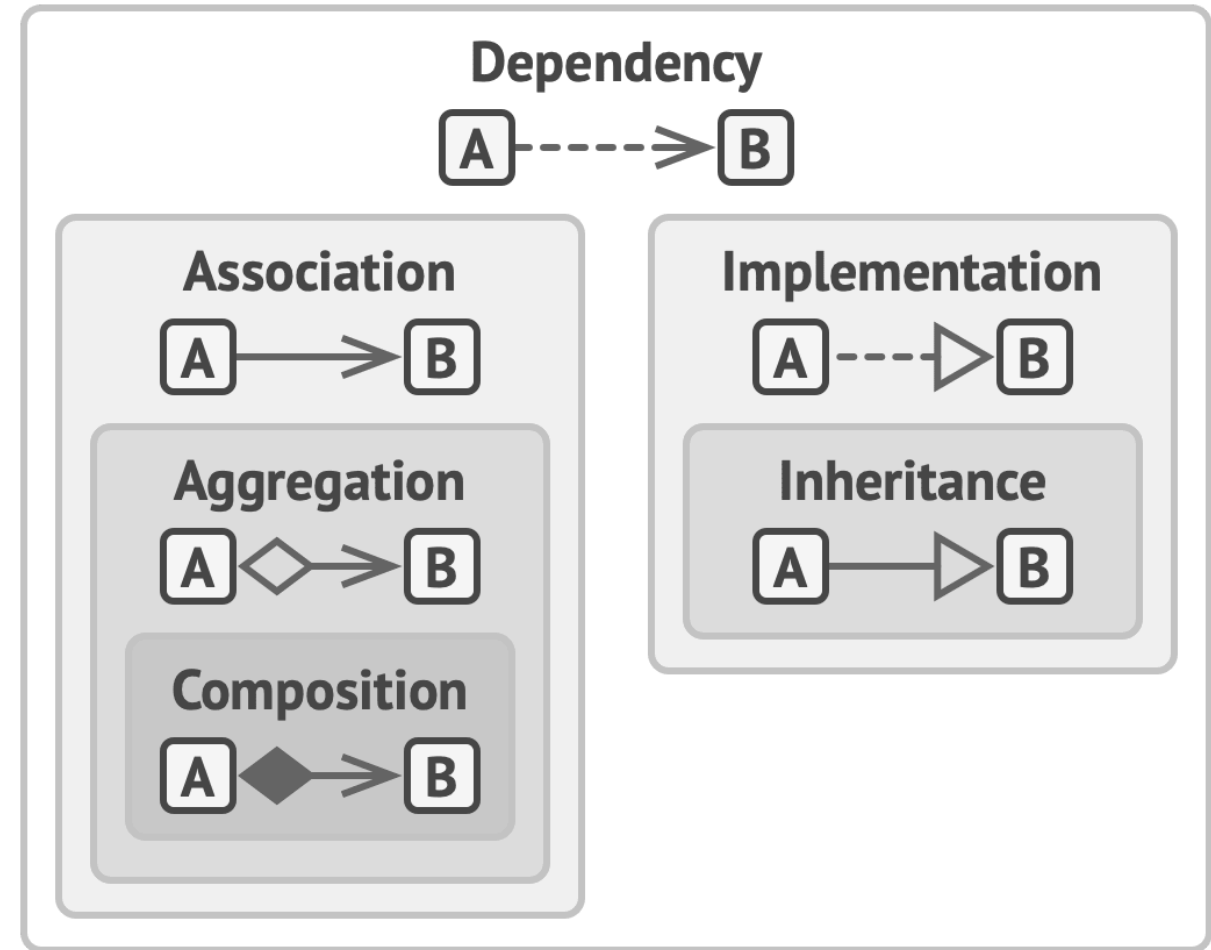 Dependency
A B
Association
A B
Aggregation
A B
Composition
A B
Implementation
A B
Inheritance
A B